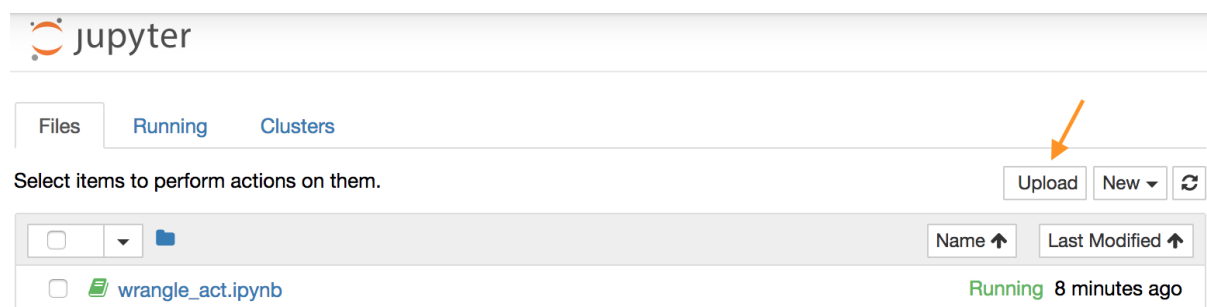 jupyter
Files Running Clusters
Select items to perform actions on them.
Upload New
Name Last Modified
wrangle_act.ipynb Running 8 minutes ago